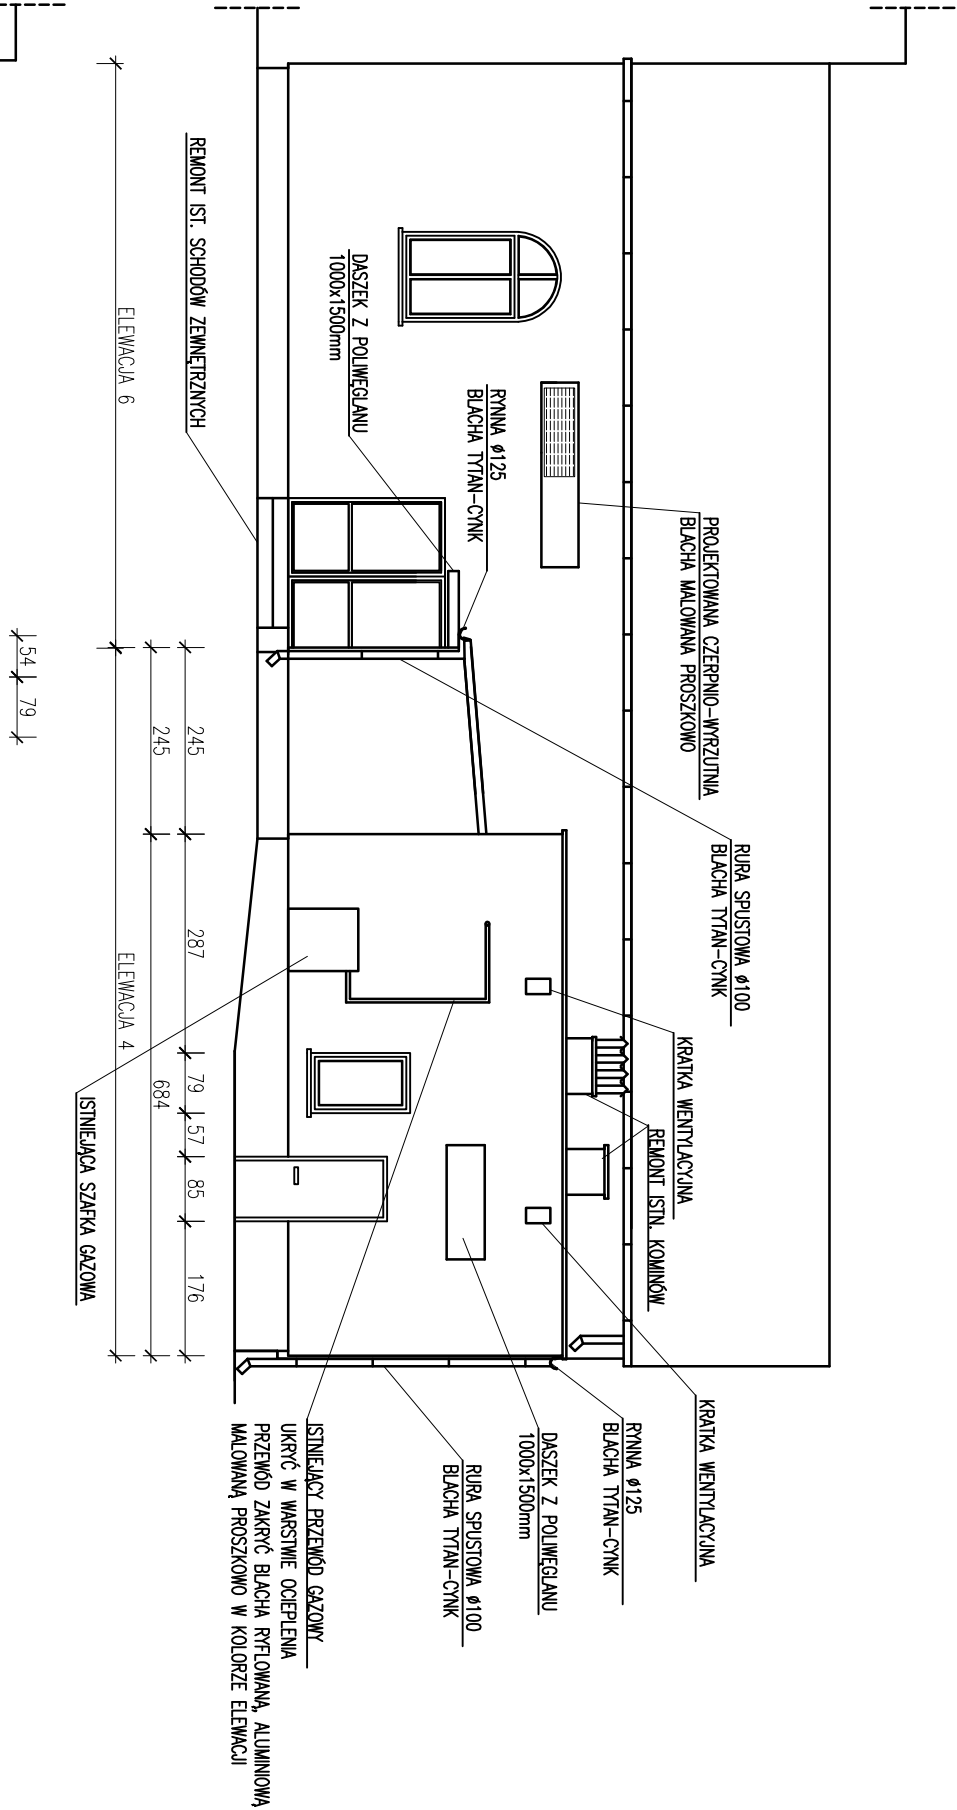 PROJEKTOWANA CZERPNIO-WYRZUTNIA
BLACHA MALOWANA PROSZKOWO
RURA SPUSTOWA ø100
BLACHA TYTAN-CYNK
KRATKA WENTYLACYJNA
REMONT ISTN. KOMINÓW
KRATKA WENTYLACYJNA
RYNNA ø125
BLACHA TYTAN-CYNK
DASZEK Z POLIWĘGLANU
1000x1500mm
RURA SPUSTOWA ø100
BLACHA TYTAN-CYNK
ISTNIEJĄCY PRZEWÓD GAZOWY
UKRYĆ W WARSTWIE OCIEPLENIA
PRZEWÓD ZAKRYĆ BLACHA RYFLOWANĄ, ALUMINIOWĄ
MALOWANĄ PROSZKOWO W KOLORZE ELEWACJI
RYNNA ø125
BLACHA TYTAN-CYNK
DASZEK Z POLIWĘGLANU
1000x1500mm
REMONT IST. SCHODÓW ZEWNĘTRZNYCH
245 287 79 57 85 176
245 684
ELEWACJA 6 ELEWACJA 4
ISTNIEJĄCA SZAFKA GAZOWA
54 79